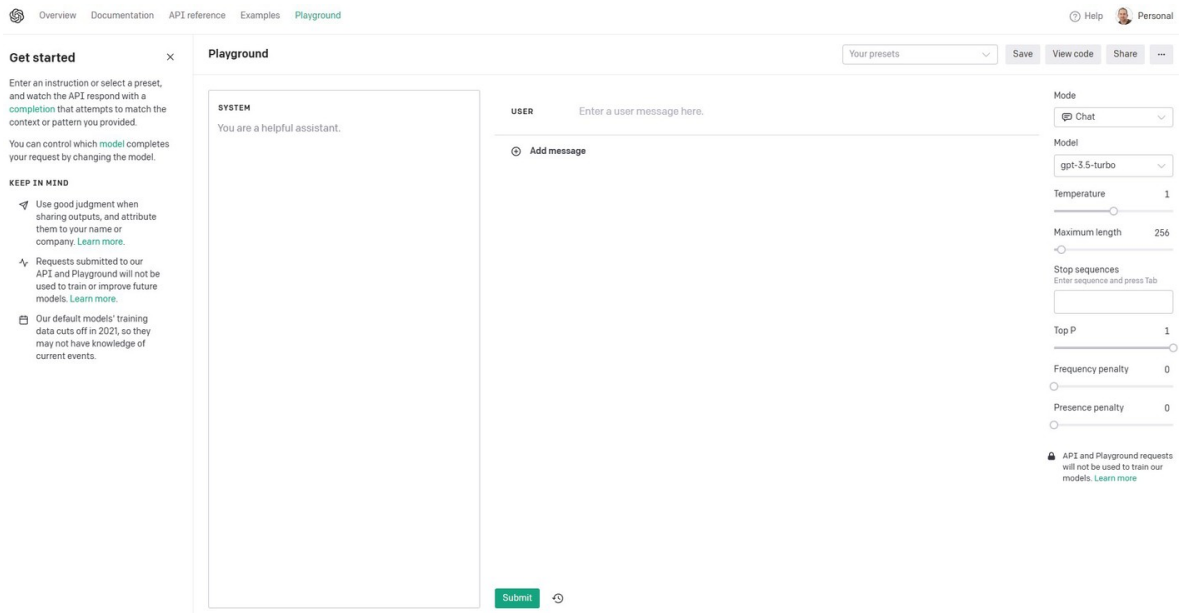 Overview Documentation API reference Examples Playground
Help Personal
Get started
Enter an instruction or select a preset,
and watch the API respond with a
completion that attempts to match the
context or pattern you provided.
You can control which model completes
your request by changing the model.
KEEP IN MIND
Use good judgment when
sharing outputs, and attribute
them to your name or
company. Learn more.
Requests submitted to our
API and Playground will not be
used to train or improve future
models. Learn more.
Our default models' training
data cuts off in 2021, so they
may not have knowledge of
current events.
Playground
Your presets
Save
View code
Share
...
SYSTEM
You are a helpful assistant.
USER Enter a user message here.
Add message
Submit
Mode
Chat
Model
gpt-3.5-turbo
Temperature 1
Maximum length 256
Stop sequences
Enter sequence and press Tab
Top P 1
Frequency penalty 0
Presence penalty 0
API and Playground requests
will not be used to train our
models. Learn more